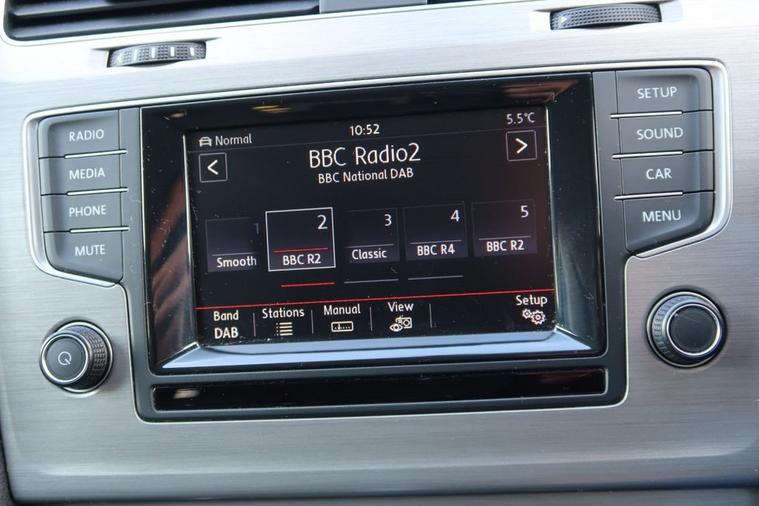 RADIO
MEDIA
PHONE
MUTE
Normal
10:52
5.5°C
<
BBC Radio2
>
BBC National DAB
1
Smooth
2
BBC R2
3
Classic
4
BBC R4
5
BBC R2
Band
DAB
Stations
Manual
View
Setup
SETUP
SOUND
CAR
MENU